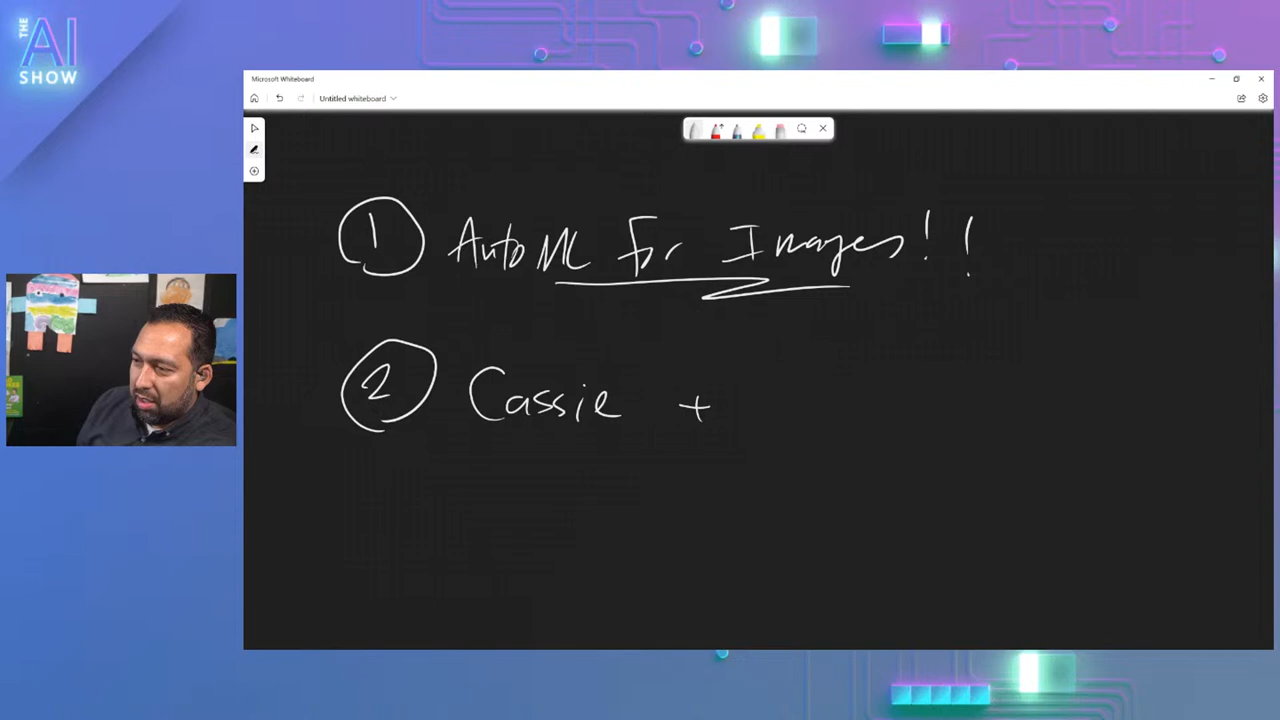 THE
AI
SHOW
Microsoft Whiteboard
Untitled whiteboard
1 AutoML For Images!!
2 Cassie +